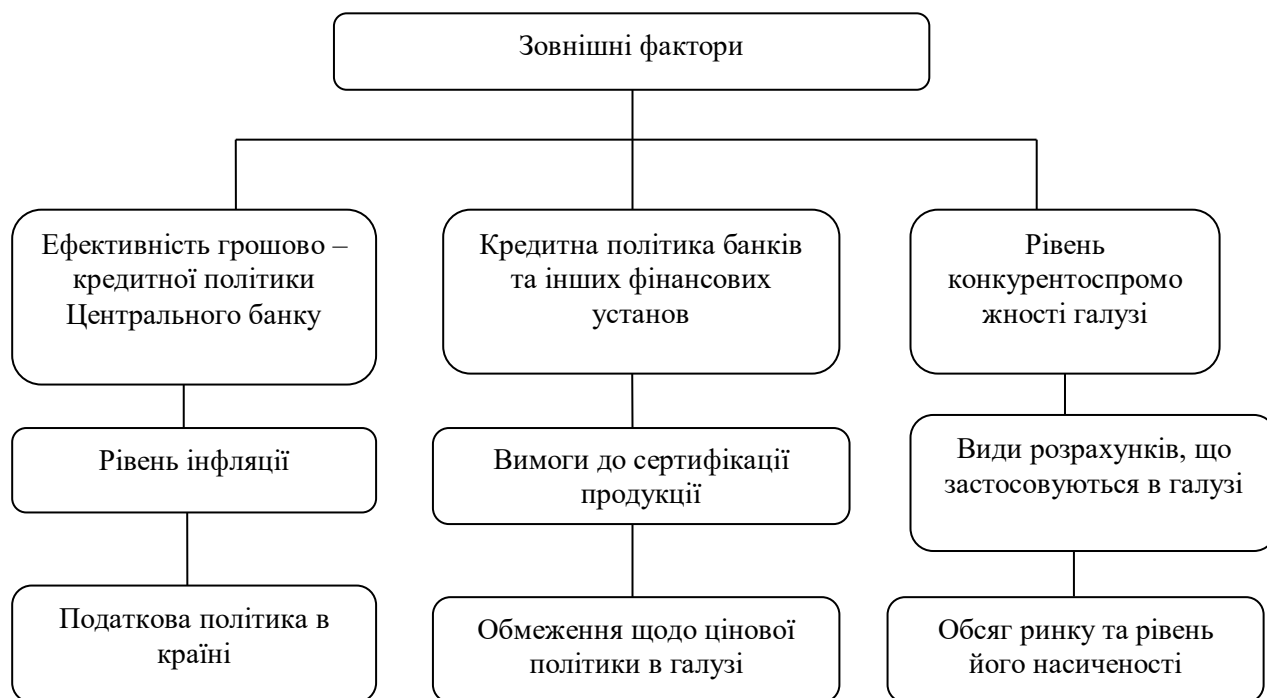 Зовнішні фактори
Ефективність грошово –
кредитної політики
Центрального банку
Кредитна політика банків
та інших фінансових
установ
Рівень
конкурентоспромо
жності галузі
Рівень інфляції
Вимоги до сертифікації
продукції
Види розрахунків, що
застосовуються в галузі
Податкова політика в
країні
Обмеження щодо цінової
політики в галузі
Обсяг ринку та рівень
його насиченості